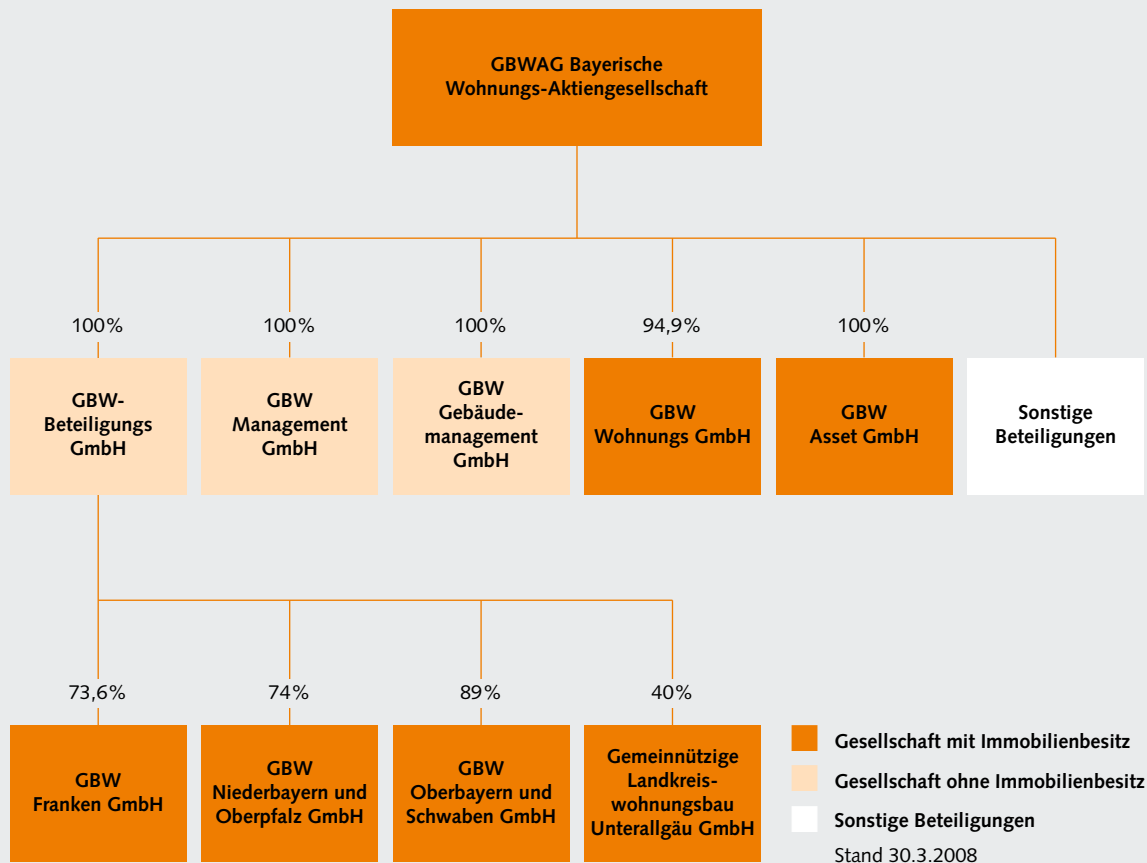 GBWAG Bayerische
Wohnungs-Aktiengesellschaft
100%
100%
100%
94,9%
100%
GBW-
Beteiligungs
GmbH
GBW
Management
GmbH
GBW
Gebäude-
management
GmbH
GBW
Wohnungs GmbH
GBW
Asset GmbH
Sonstige
Beteiligungen
73,6%
74%
89%
40%
GBW
Franken GmbH
GBW
Niederbayern und
Oberpfalz GmbH
GBW
Oberbayern und
Schwaben GmbH
Gemeinnützige
Landkreis-
wohnungsbau
Unterallgäu GmbH
Gesellschaft mit Immobilienbesitz
Gesellschaft ohne Immobilienbesitz
Sonstige Beteiligungen
Stand 30.3.2008